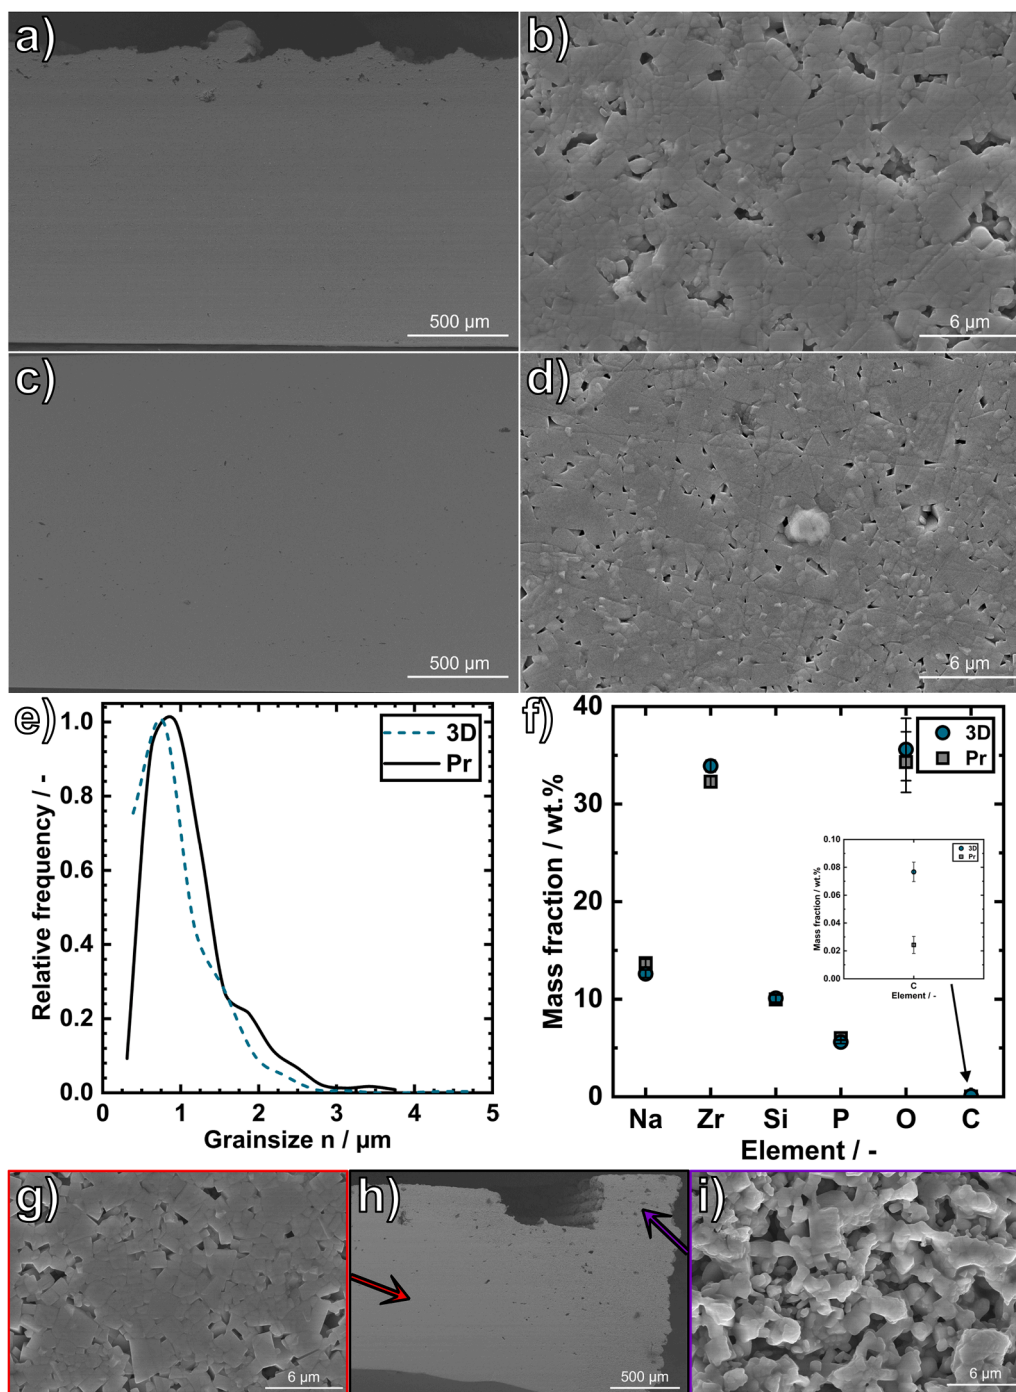 a)
500 µm
b)
6 µm
c)
500 µm
d)
6 µm
e)
1.0
0.8
0.6
0.4
0.2
0.0
Relative frequency / -
3D
Pr
0 1 2 3 4 5
Grainsize n / µm
f)
40
30
20
10
0
Mass fraction / wt.%
3D
Pr
0.10
0.08
0.06
0.04
0.02
0.00
Mass fraction / wt.%
3D
Pr
C
Element / -
Na Zr Si P O C
Element / -
g)
6 µm
h)
500 µm
i)
6 µm